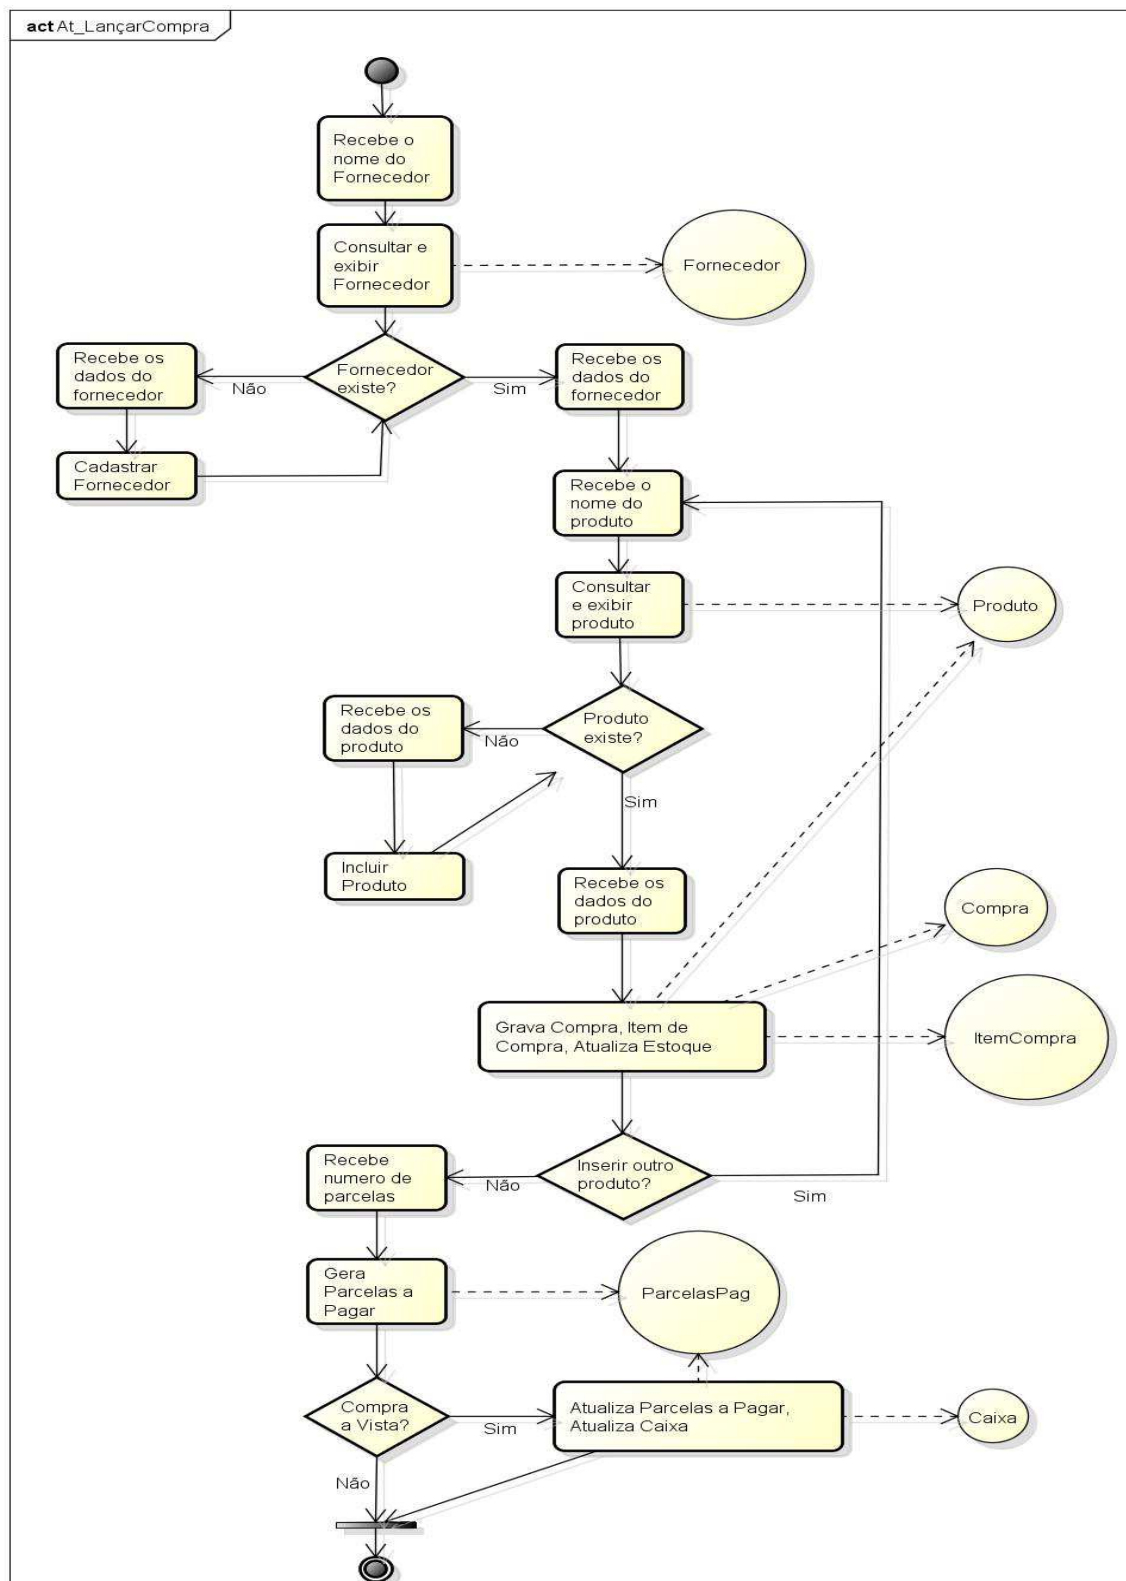 act At_LançarCompra
Recebe o
nome do
Fornecedor
Consultar e
exibir
Fornecedor
Fornecedor
Recebe os
dados do
fornecedor
Não
Fornecedor
existe?
Sim
Recebe os
dados do
fornecedor
Cadastrar
Fornecedor
Recebe o
nome do
produto
Consultar
e exibir
produto
Produto
Recebe os
dados do
produto
Não
Produto
existe?
Sim
Incluir
Produto
Recebe os
dados do
produto
Compra
Grava Compra, Item de
Compra, Atualiza Estoque
ItemCompra
Recebe
numero de
parcelas
Não
Inserir outro
produto?
Sim
Gera
Parcelas a
Pagar
ParcelasPag
Compra
a Vista?
Sim
Atualiza Parcelas a Pagar,
Atualiza Caixa
Caixa
Não